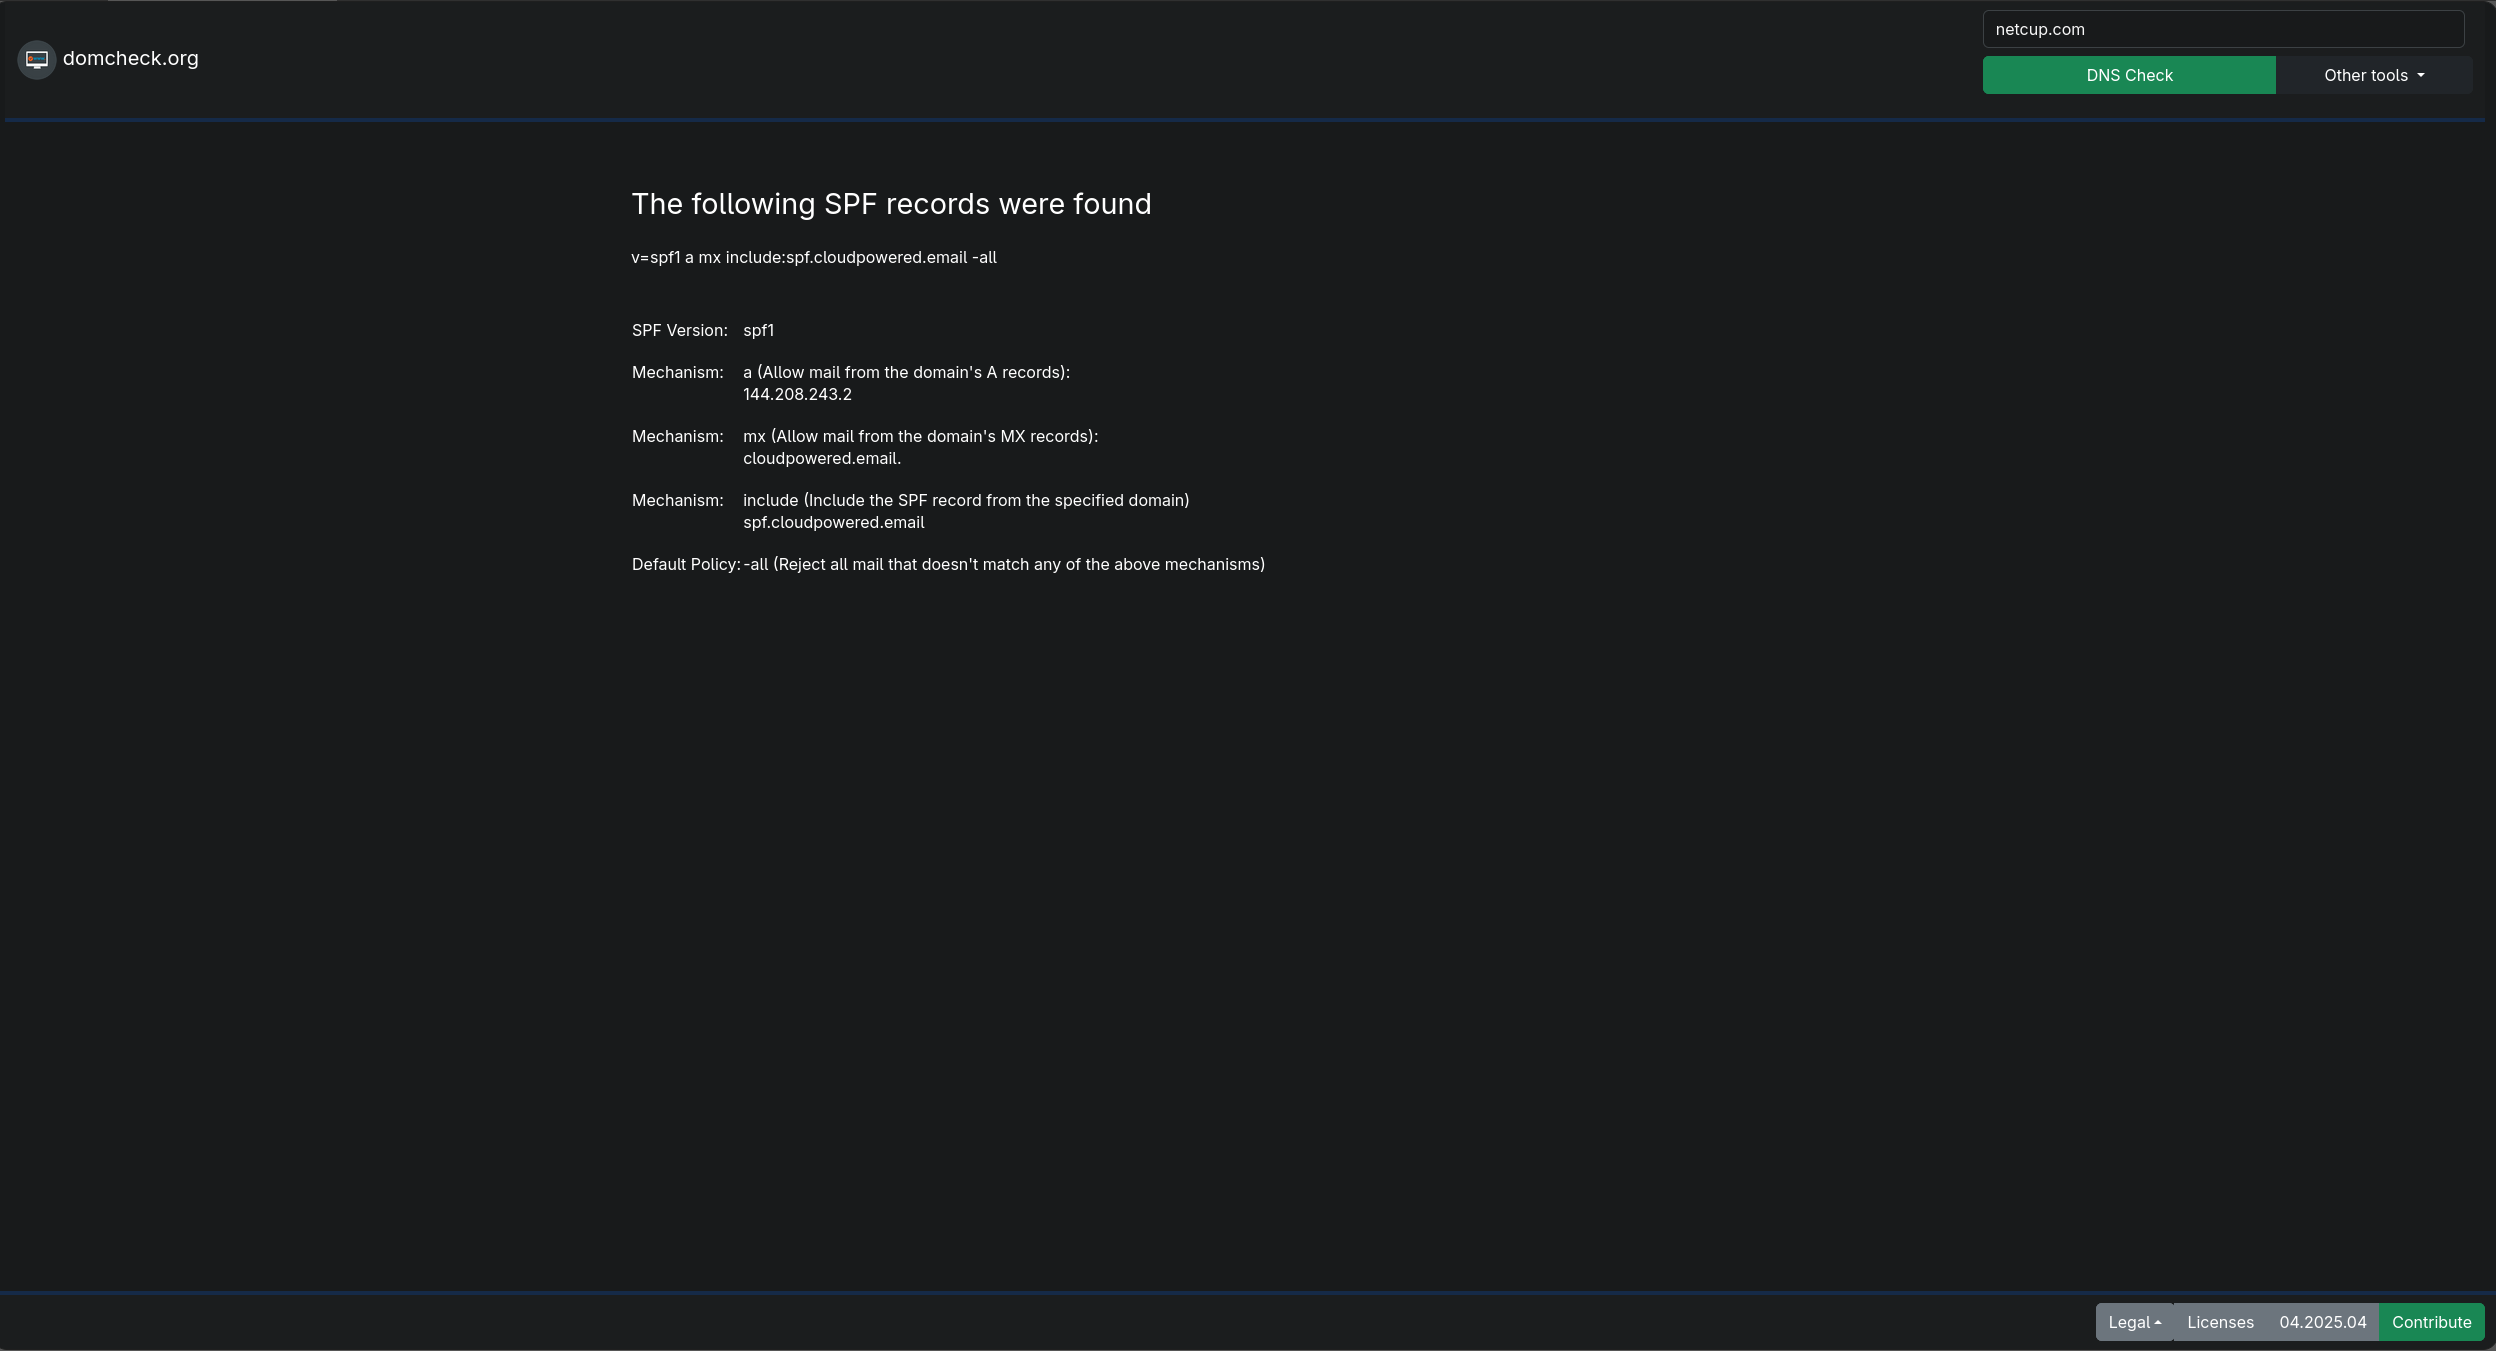 domcheck.org
netcup.com
DNS Check
Other tools
The following SPF records were found
v=spf1 a mx include:spf.cloudpowered.email -all
SPF Version: spf1
Mechanism: a (Allow mail from the domain's A records):
144.208.243.2
Mechanism: mx (Allow mail from the domain's MX records):
cloudpowered.email.
Mechanism: include (Include the SPF record from the specified domain)
spf.cloudpowered.email
Default Policy: -all (Reject all mail that doesn't match any of the above mechanisms)
Legal Licenses 04.2025.04 Contribute